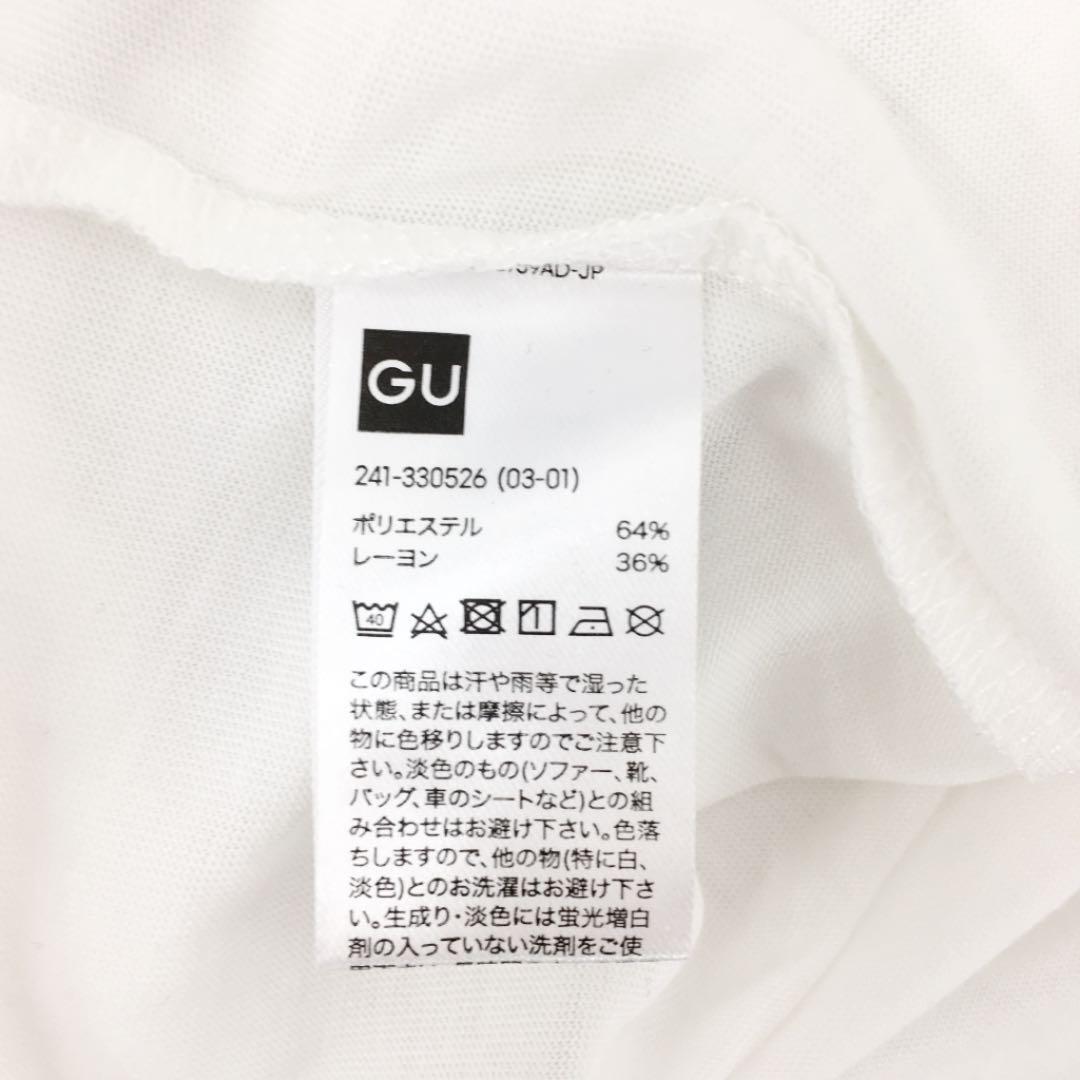 9AD-JP
GU
241-330526 (03-01)
ポリエステル 64%
レーヨン 36%
40
この商品は汗や雨等で湿った
状態、または摩擦によって、他の
物に色移りしますのでご注意下
さい。淡色のもの(ソファー、靴、
バッグ、車のシートなど)との組
み合わせはお避け下さい。色落
ちしますので、他の物(特に白、
淡色)とのお洗濯はお避け下さ
い。生成り・淡色には蛍光増白
剤の入っていない洗剤をご使